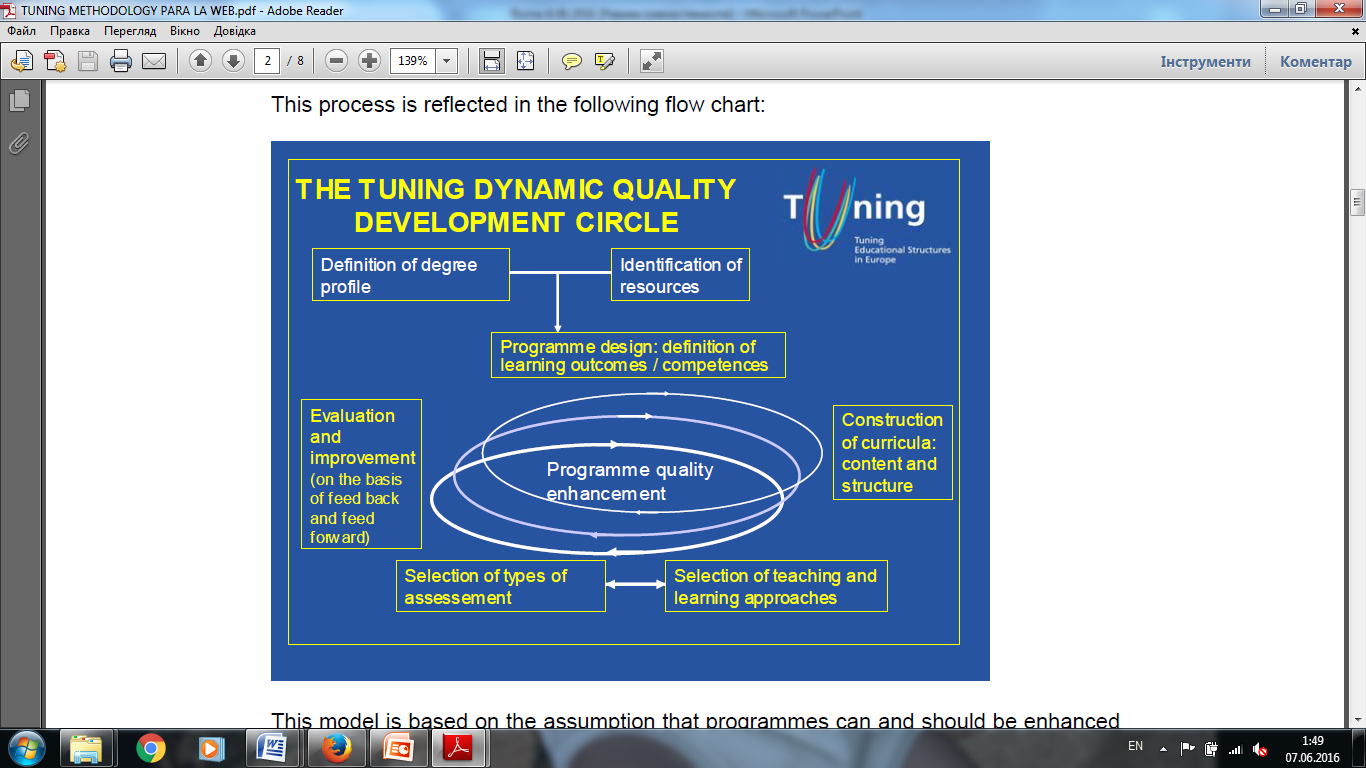 TUNING METHODOLOGY PARA LA WEB.pdf - Adobe Reader
Файл Правка Перегляд Вікно Довідка
2 / 8 139% Інструменти Коментар
This process is reflected in the following flow chart:
THE TUNING DYNAMIC QUALITY
DEVELOPMENT CIRCLE
Tuning
Tuning
Educational Structures
in Europe
Definition of degree
profile
Identification of
resources
Programme design: definition of
learning outcomes / competences
Evaluation
and
improvement
(on the basis
of feed back
and feed
forward)
Programme quality
enhancement
Construction
of curricula:
content and
structure
Selection of types of
assessement
Selection of teaching and
learning approaches
This model is based on the assumption that programmes can and should be enhanced
EN
1:49
07.06.2016